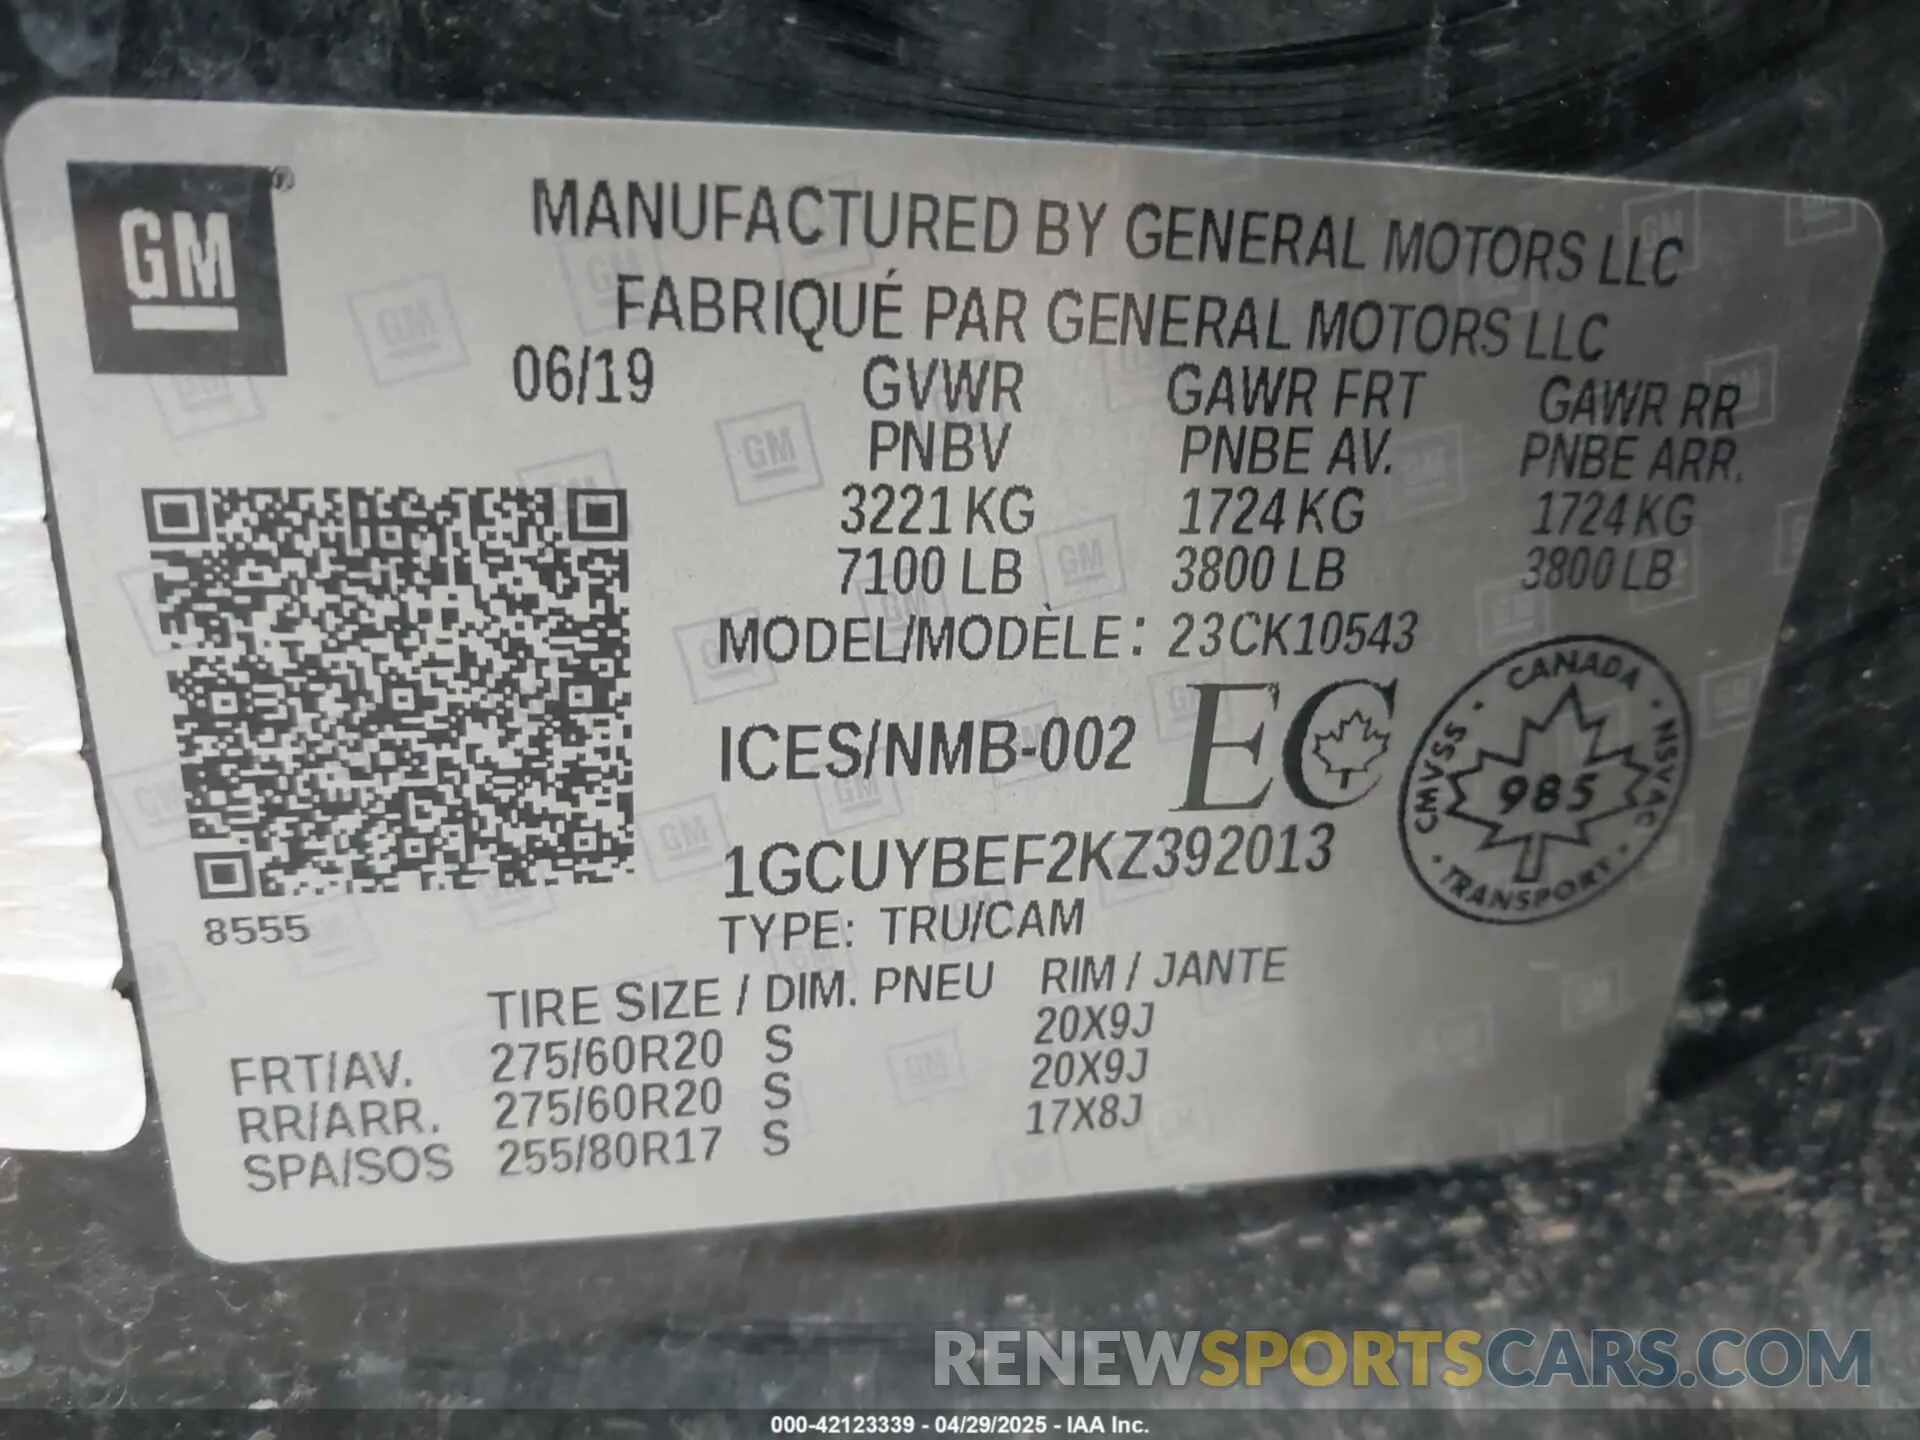 GM®
MANUFACTURED BY GENERAL MOTORS LLC
FABRIQUÉ PAR GENERAL MOTORS LLC
06/19 GVWR GAWR FRT GAWR RR
PNBV PNBE AV. PNBE ARR.
3221 KG 1724 KG 1724 KG
7100 LB 3800 LB 3800 LB
MODEL/MODÈLE: 23CK10543
ICES/NMB-002 EC
CANADA · NSVAC · TRANSPORT · CMVSS ·
985
1GCUYBEF2KZ392013
8555
TYPE: TRU/CAM
TIRE SIZE / DIM. PNEU RIM / JANTE
FRT/AV. 275/60R20 S 20X9J
RR/ARR. 275/60R20 S 20X9J
SPA/SOS 255/80R17 S 17X8J
RENEWSPORTSCARS.COM
000-42123339 - 04/29/2025 - IAA Inc.